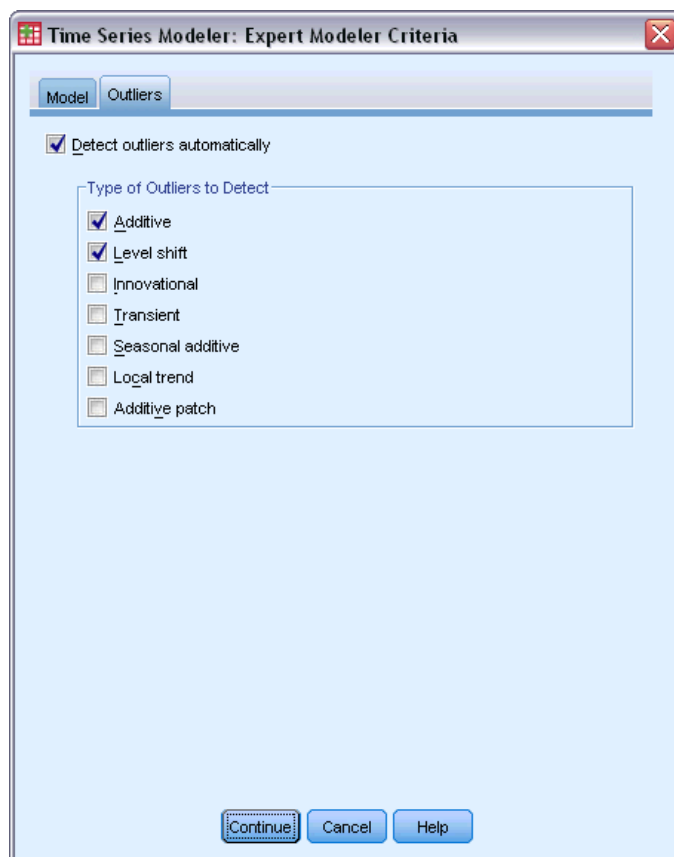 Time Series Modeler: Expert Modeler Criteria
Model Outliers
Detect outliers automatically
Type of Outliers to Detect
Additive
Level shift
Innovational
Transient
Seasonal additive
Local trend
Additive patch
Continue Cancel Help